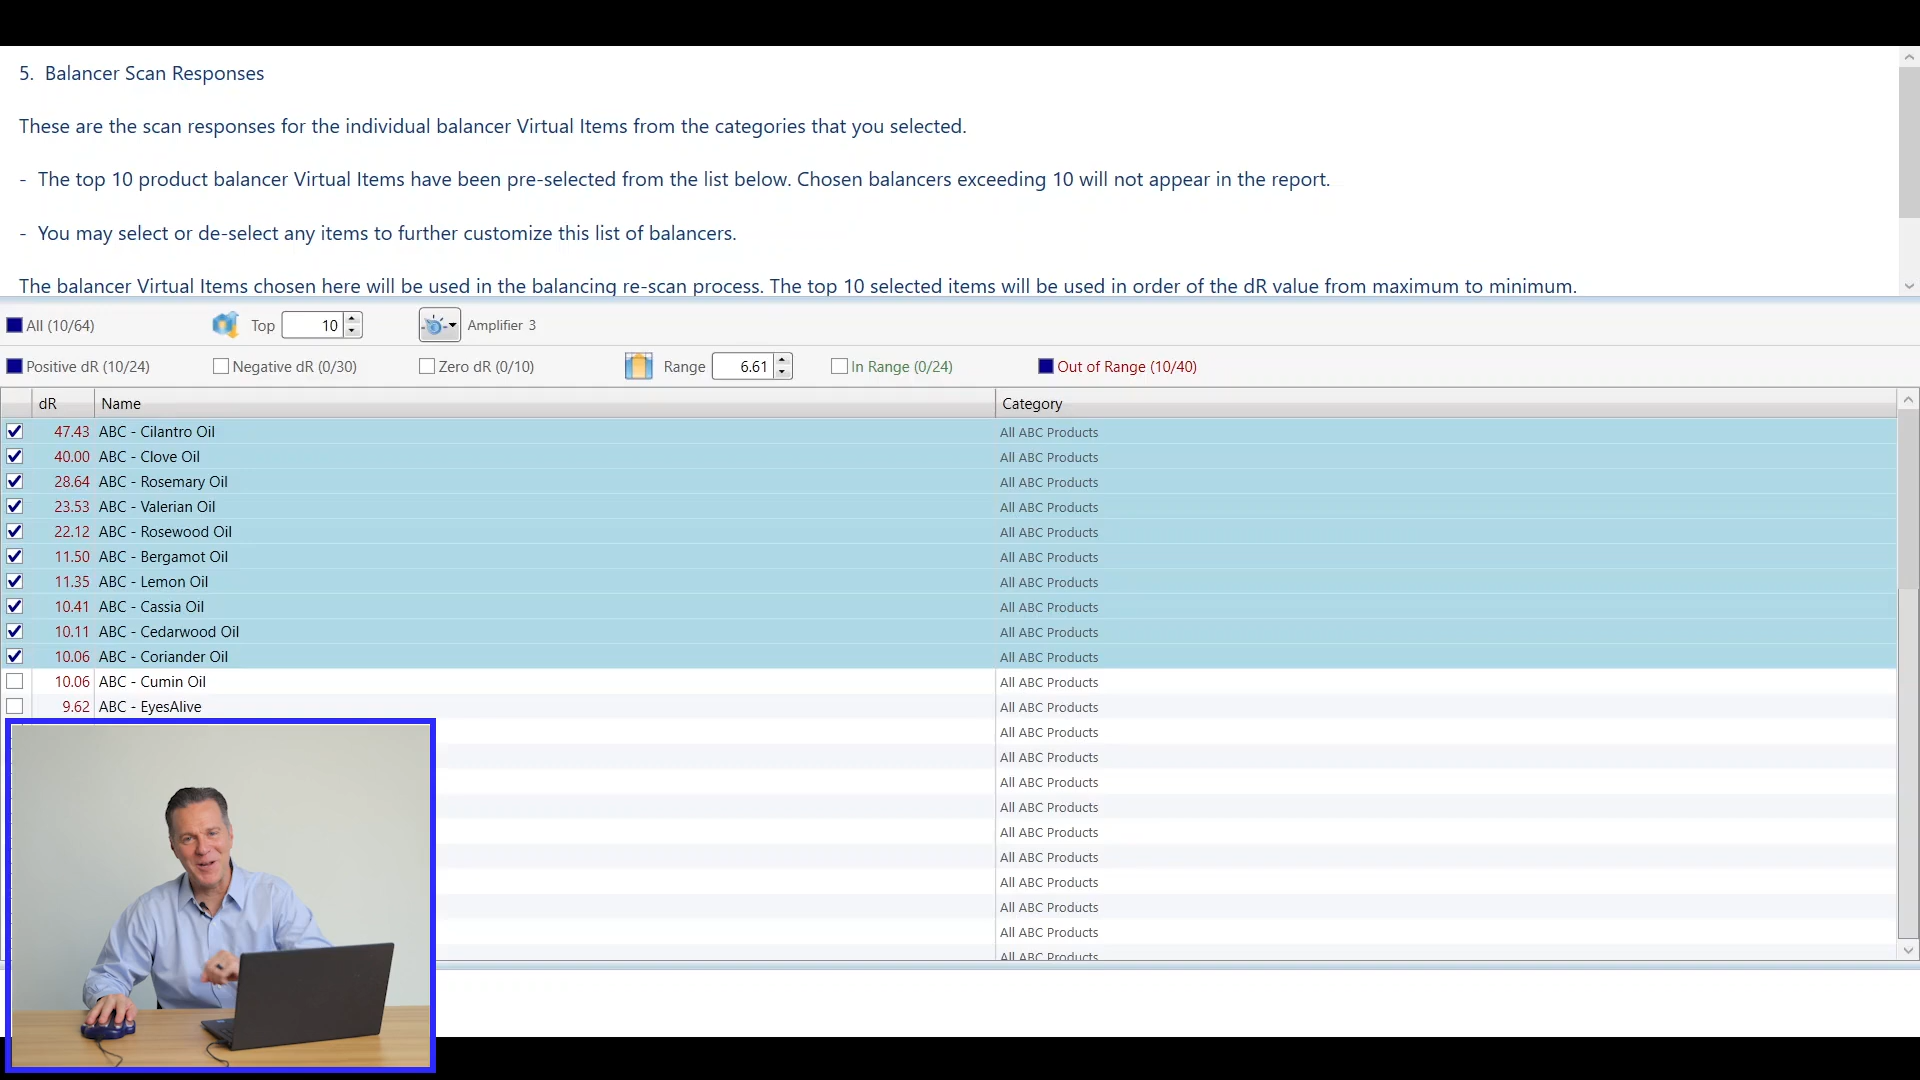 5. Balancer Scan Responses
These are the scan responses for the individual balancer Virtual Items from the categories that you selected.
- The top 10 product balancer Virtual Items have been pre-selected from the list below. Chosen balancers exceeding 10 will not appear in the report.
- You may select or de-select any items to further customize this list of balancers.
The balancer Virtual Items chosen here will be used in the balancing re-scan process. The top 10 selected items will be used in order of the dR value from maximum to minimum.
All (10/64) Top 10 Amplifier 3
Positive dR (10/24) Negative dR (0/30) Zero dR (0/10) Range 6.61 In Range (0/24) Out of Range (10/40)
dR Name Category
47.43 ABC - Cilantro Oil All ABC Products
40.00 ABC - Clove Oil All ABC Products
28.64 ABC - Rosemary Oil All ABC Products
23.53 ABC - Valerian Oil All ABC Products
22.12 ABC - Rosewood Oil All ABC Products
11.50 ABC - Bergamot Oil All ABC Products
11.35 ABC - Lemon Oil All ABC Products
10.41 ABC - Cassia Oil All ABC Products
10.11 ABC - Cedarwood Oil All ABC Products
10.06 ABC - Coriander Oil All ABC Products
10.06 ABC - Cumin Oil All ABC Products
9.62 ABC - EyesAlive All ABC Products
All ABC Products
All ABC Products
All ABC Products
All ABC Products
All ABC Products
All ABC Products
All ABC Products
All ABC Products
All ABC Products
All ABC Products